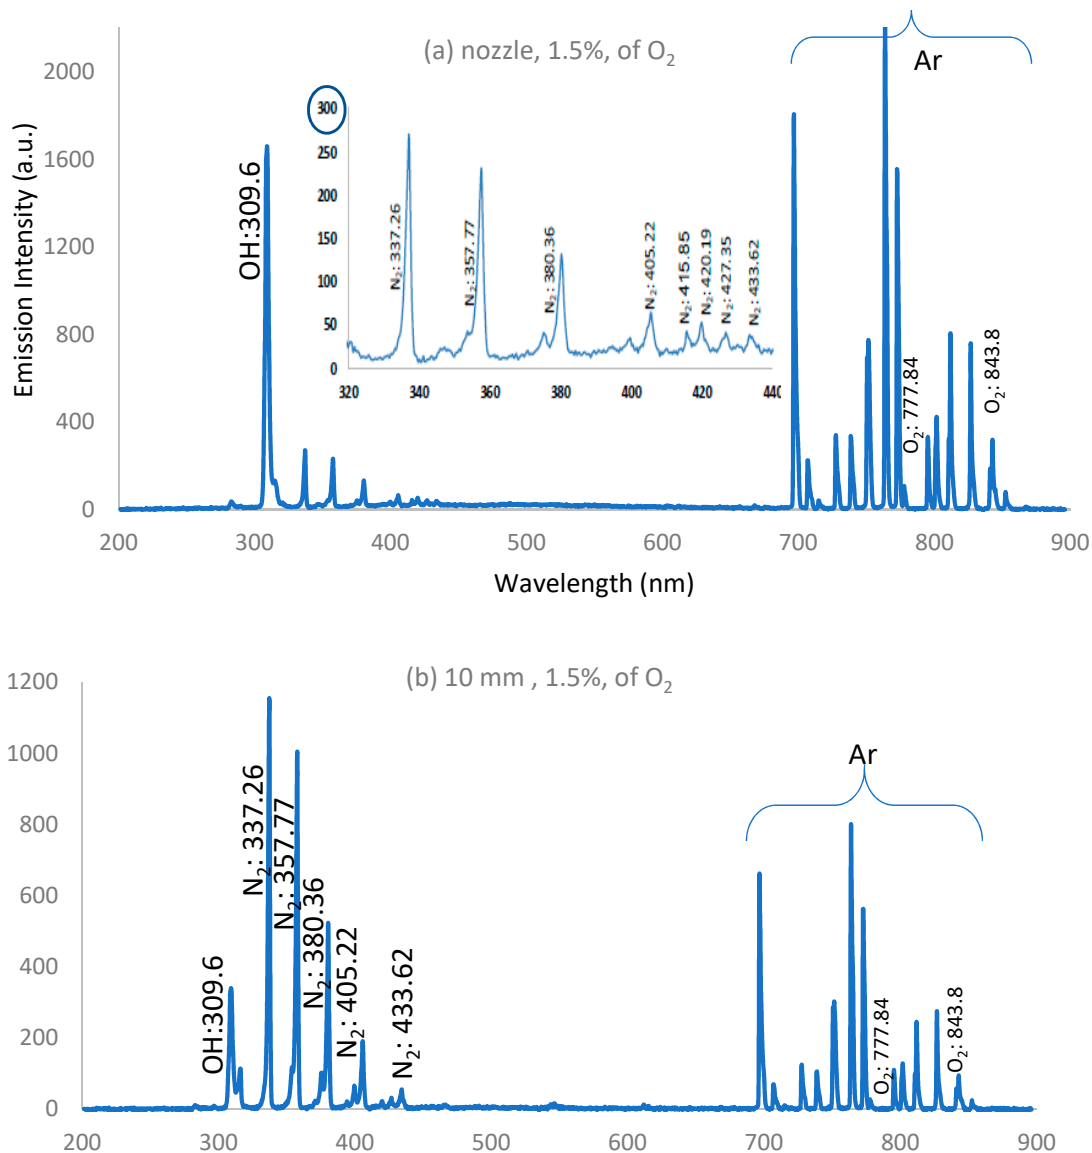 (a) nozzle, 1.5%, of O₂
Ar
Emission Intensity (a.u.)
2000
1600
1200
800
400
0
OH:309.6
300
250
200
150
100
50
0
N₂: 337.26
N₂: 357.77
N₂: 380.36
N₂: 405.22
N₂: 415.85
N₂: 420.19
N₂: 427.35
N₂: 433.62
320 340 360 380 400 420 440
O₂: 777.84
O₂: 843.8
200 300 400 500 600 700 800 900
Wavelength (nm)
(b) 10 mm , 1.5%, of O₂
1200
1000
800
600
400
200
0
OH:309.6
N₂: 337.26
N₂: 357.77
N₂: 380.36
N₂: 405.22
N₂: 433.62
Ar
O₂: 777.84
O₂: 843.8
200 300 400 500 600 700 800 900